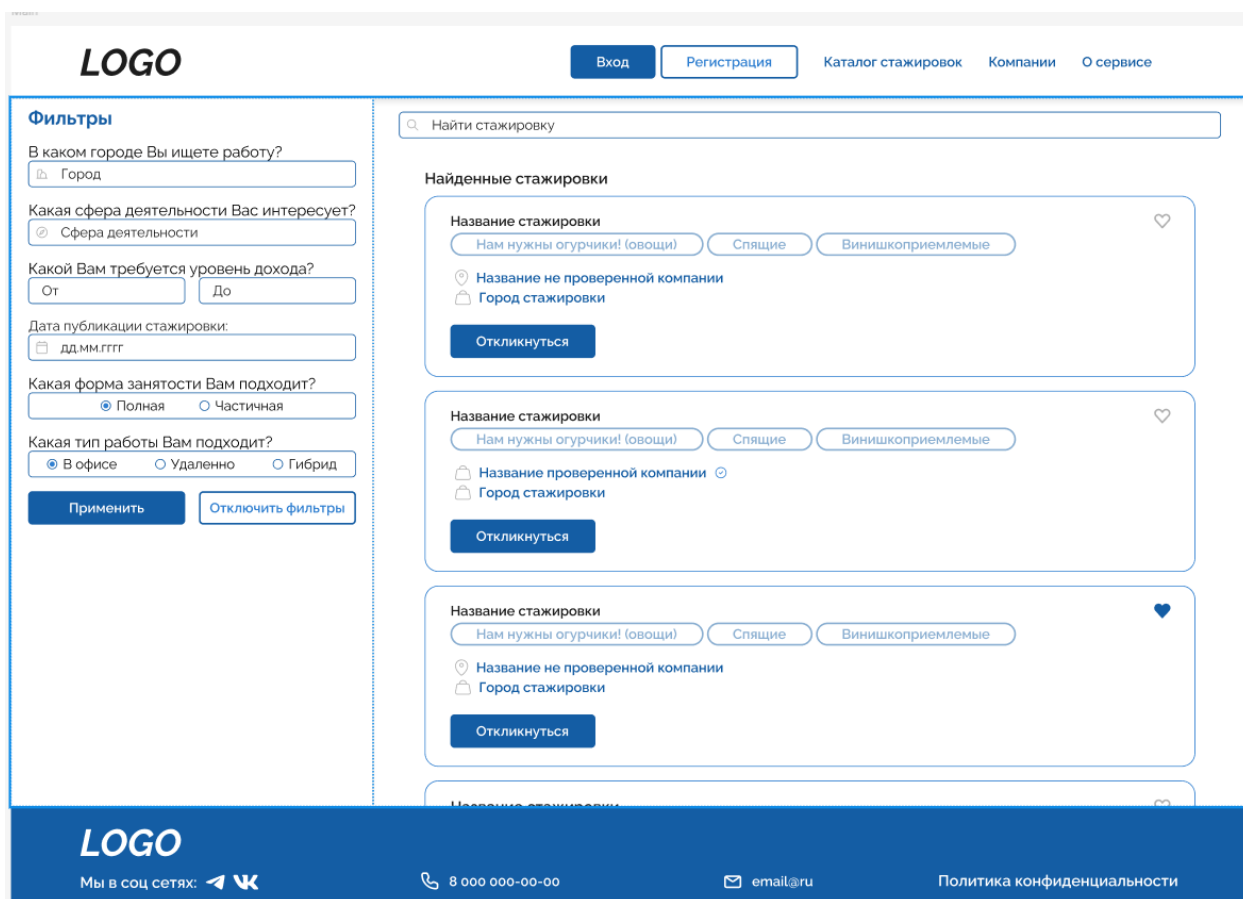 LOGO
Вход Регистрация Каталог стажировок Компании О сервисе
Фильтры
В каком городе Вы ищете работу?
Город
Какая сфера деятельности Вас интересует?
Сфера деятельности
Какой Вам требуется уровень дохода?
От До
Дата публикации стажировки:
дд.мм.гггг
Какая форма занятости Вам подходит?
Полная Частичная
Какая тип работы Вам подходит?
В офисе Удаленно Гибрид
Применить Отключить фильтры
Найти стажировку
Найденные стажировки
Название стажировки
Нам нужны огурчики! (овощи) Спящие Винишкоприемлемые
Название не проверенной компании
Город стажировки
Откликнуться
Название стажировки
Нам нужны огурчики! (овощи) Спящие Винишкоприемлемые
Название проверенной компании
Город стажировки
Откликнуться
Название стажировки
Нам нужны огурчики! (овощи) Спящие Винишкоприемлемые
Название не проверенной компании
Город стажировки
Откликнуться
Название стажировки
LOGO
Мы в соц сетях: 8 000 000-00-00 email@ru Политика конфиденциальности